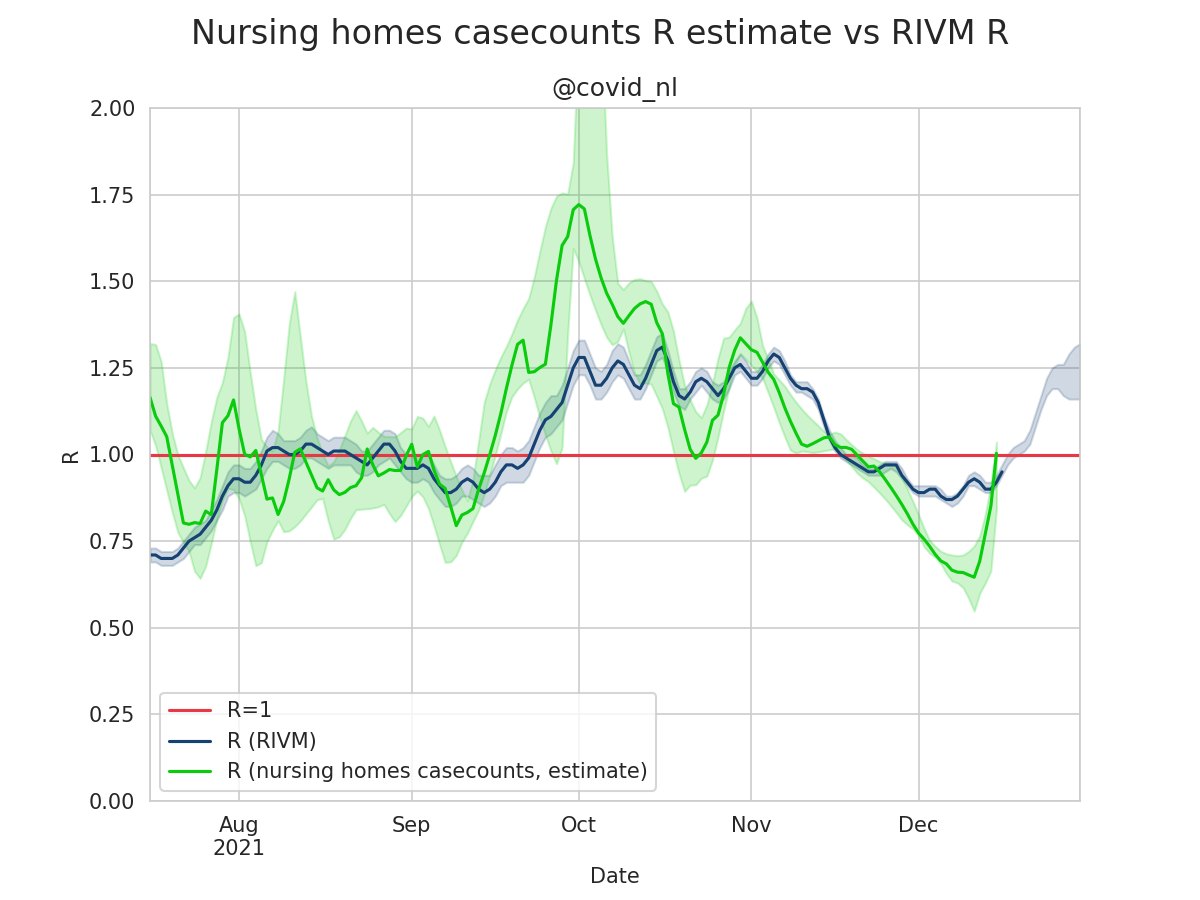 Nursing homes casecounts R estimate vs RIVM R
@covid_nl
2.00
1.75
1.50
1.25
1.00
0.75
0.50
0.25
0.00
R
R=1
R (RIVM)
R (nursing homes casecounts, estimate)
Aug Sep Oct Nov Dec
2021
Date